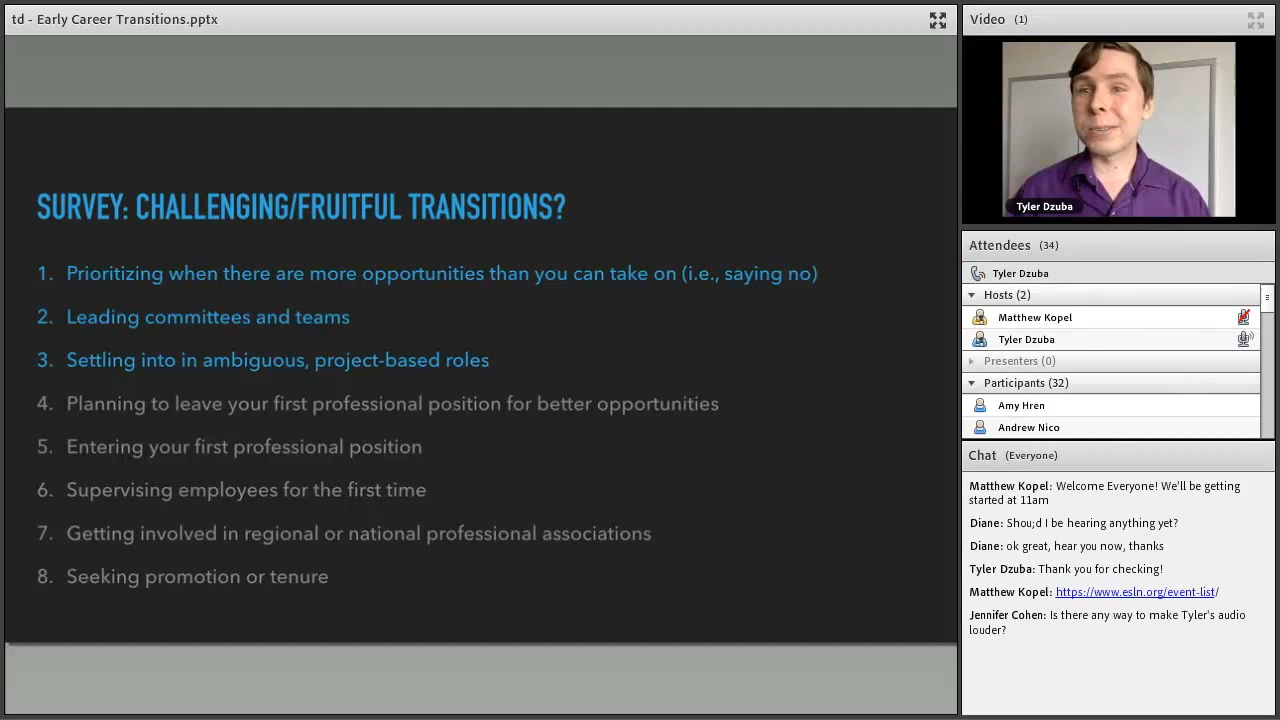 td - Early Career Transitions.pptx
SURVEY: CHALLENGING/FRUITFUL TRANSITIONS?
1. Prioritizing when there are more opportunities than you can take on (i.e., saying no)
2. Leading committees and teams
3. Settling into in ambiguous, project-based roles
4. Planning to leave your first professional position for better opportunities
5. Entering your first professional position
6. Supervising employees for the first time
7. Getting involved in regional or national professional associations
8. Seeking promotion or tenure
Video (1)
Tyler Dzuba
Attendees (34)
Tyler Dzuba
Hosts (2)
Matthew Kopel
Tyler Dzuba
Presenters (0)
Participants (32)
Amy Hren
Andrew Nico
Chat (Everyone)
Matthew Kopel: Welcome Everyone! We'll be getting
started at 11am
Diane: Shou;d I be hearing anything yet?
Diane: ok great, hear you now, thanks
Tyler Dzuba: Thank you for checking!
Matthew Kopel: https://www.esln.org/event-list/
Jennifer Cohen: Is there any way to make Tyler's audio
louder?